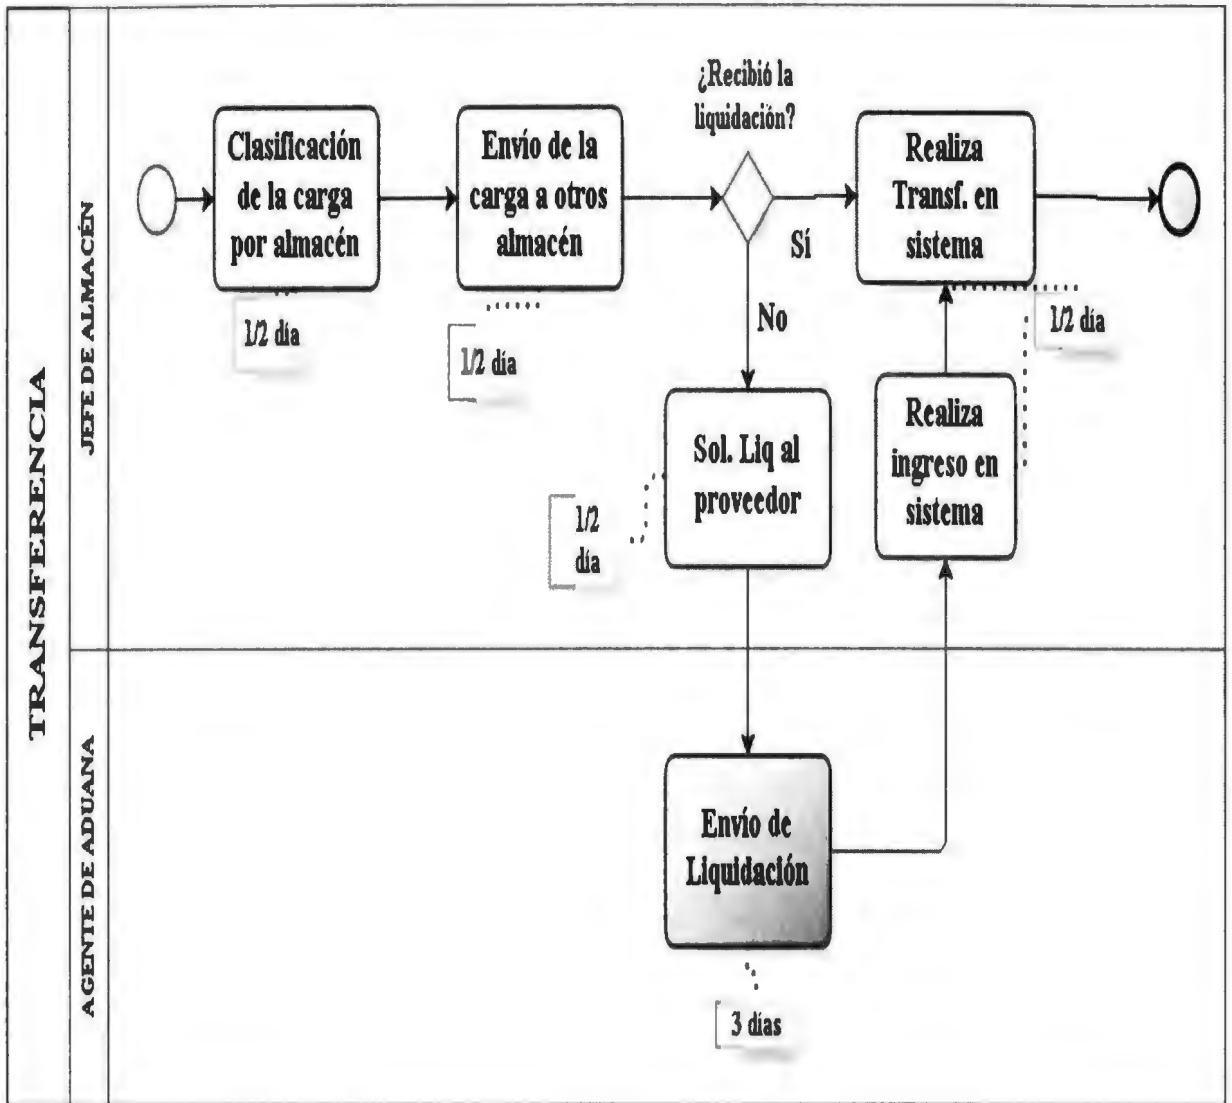 TRANSFERENCIA
JEFE DE ALMACÉN
¿Recibió la
liquidación?
Clasificación
de la carga
por almacén
Envío de la
carga a otros
almacén
Realiza
Transf. en
sistema
Sí
No
1/2 día
1/2 día
1/2 día
Sol. Liq al
proveedor
Realiza
ingreso en
sistema
1/2
día
AGENTE DE ADUANA
Envío de
Liquidación
3 días